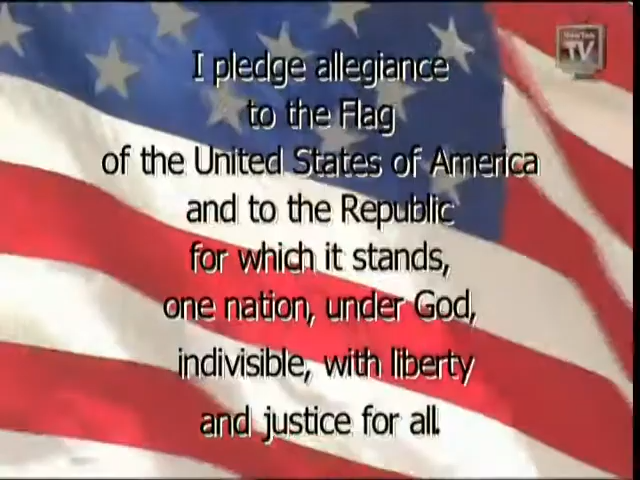 I pledge allegiance
to the Flag
of the United States of America
and to the Republic
for which it stands,
one nation, under God,
indivisible, with liberty
and justice for all.
TV